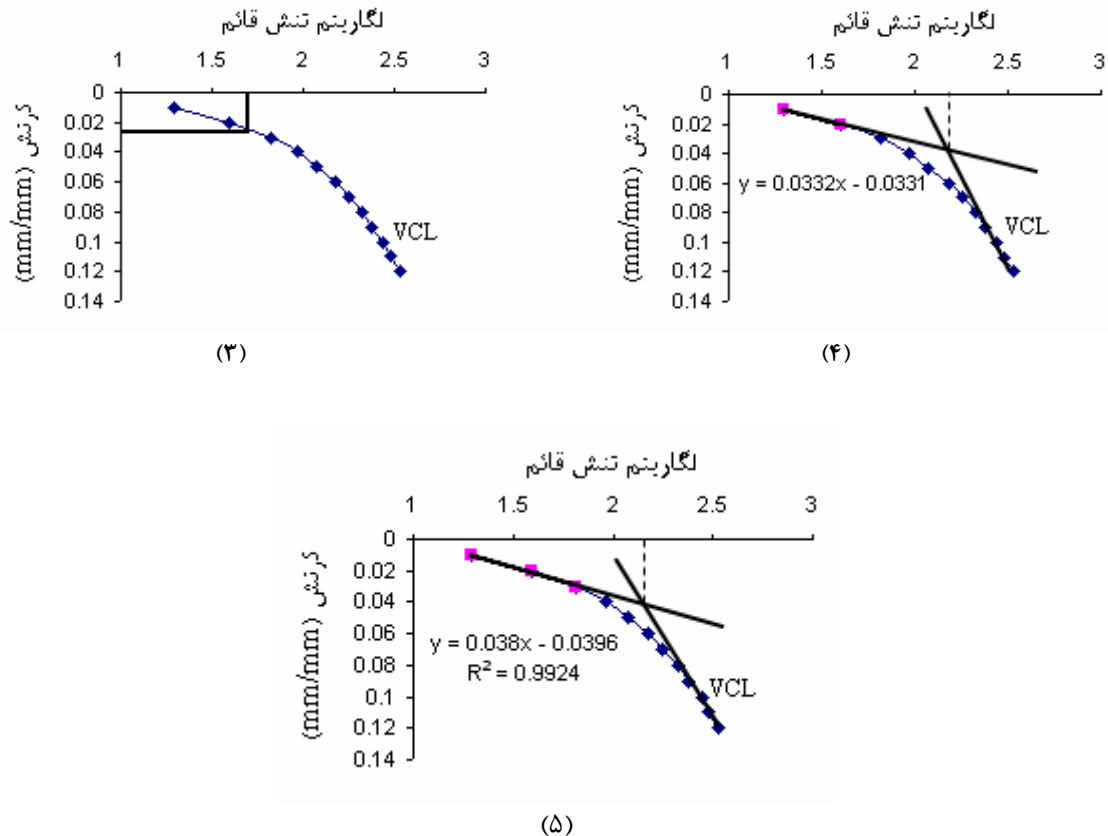 لگاریتم تنش قائم
1 1.5 2 2.5 3
0
0.02
0.04
0.06
0.08
0.1
0.12
0.14
کرنش (mm/mm)
VCL
(۳)
لگاریتم تنش قائم
1 1.5 2 2.5 3
0
0.02
0.04
0.06
0.08
0.1
0.12
0.14
کرنش (mm/mm)
y = 0.0332x - 0.0331
VCL
(۴)
لگاریتم تنش قائم
1 1.5 2 2.5 3
0
0.02
0.04
0.06
0.08
0.1
0.12
0.14
کرنش (mm/mm)
y = 0.038x - 0.0396
R² = 0.9924
VCL
(۵)